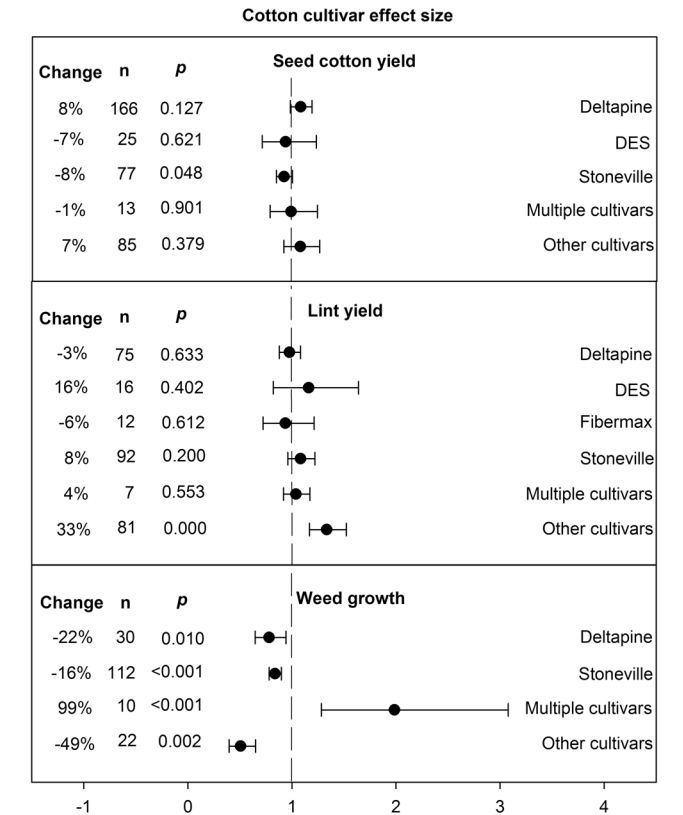 Cotton cultivar effect size
Seed cotton yield
Change n p
8% 166 0.127 Deltapine
-7% 25 0.621 DES
-8% 77 0.048 Stoneville
-1% 13 0.901 Multiple cultivars
7% 85 0.379 Other cultivars
Lint yield
Change n p
-3% 75 0.633 Deltapine
16% 16 0.402 DES
-6% 12 0.612 Fibermax
8% 92 0.200 Stoneville
4% 7 0.553 Multiple cultivars
33% 81 0.000 Other cultivars
Weed growth
Change n p
-22% 30 0.010 Deltapine
-16% 112 <0.001 Stoneville
99% 10 <0.001 Multiple cultivars
-49% 22 0.002 Other cultivars
-1 0 1 2 3 4